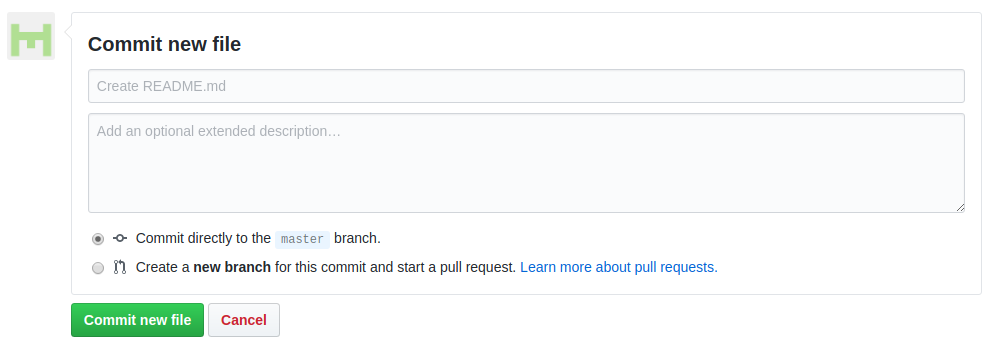 Commit new file
Create README.md
Add an optional extended description…
Commit directly to the master branch.
Create a new branch for this commit and start a pull request. Learn more about pull requests.
Commit new file Cancel